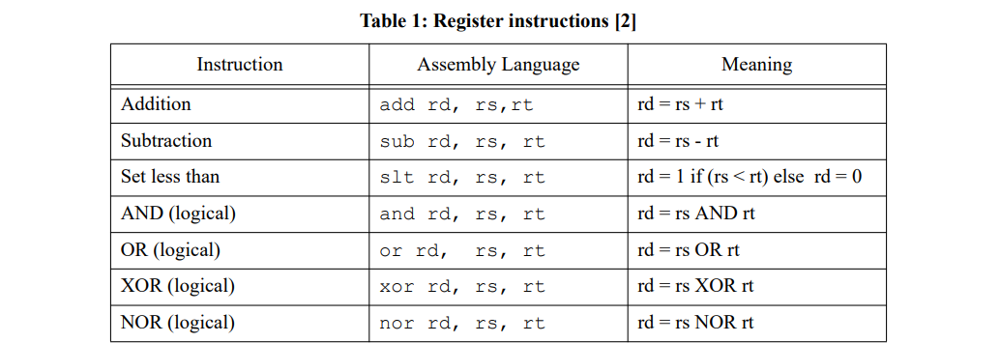 Table 1: Register instructions [2]
Instruction Assembly Language Meaning
Addition add rd, rs,rt rd = rs + rt
Subtraction sub rd, rs, rt rd = rs - rt
Set less than slt rd, rs, rt rd = 1 if (rs < rt) else rd = 0
AND (logical) and rd, rs, rt rd = rs AND rt
OR (logical) or rd, rs, rt rd = rs OR rt
XOR (logical) xor rd, rs, rt rd = rs XOR rt
NOR (logical) nor rd, rs, rt rd = rs NOR rt